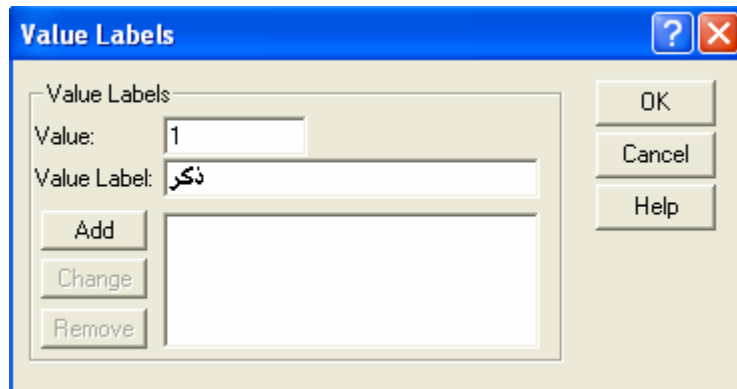 Value Labels
Value Labels
Value: 1
Value Label: ذكر
Add
Change
Remove
OK
Cancel
Help